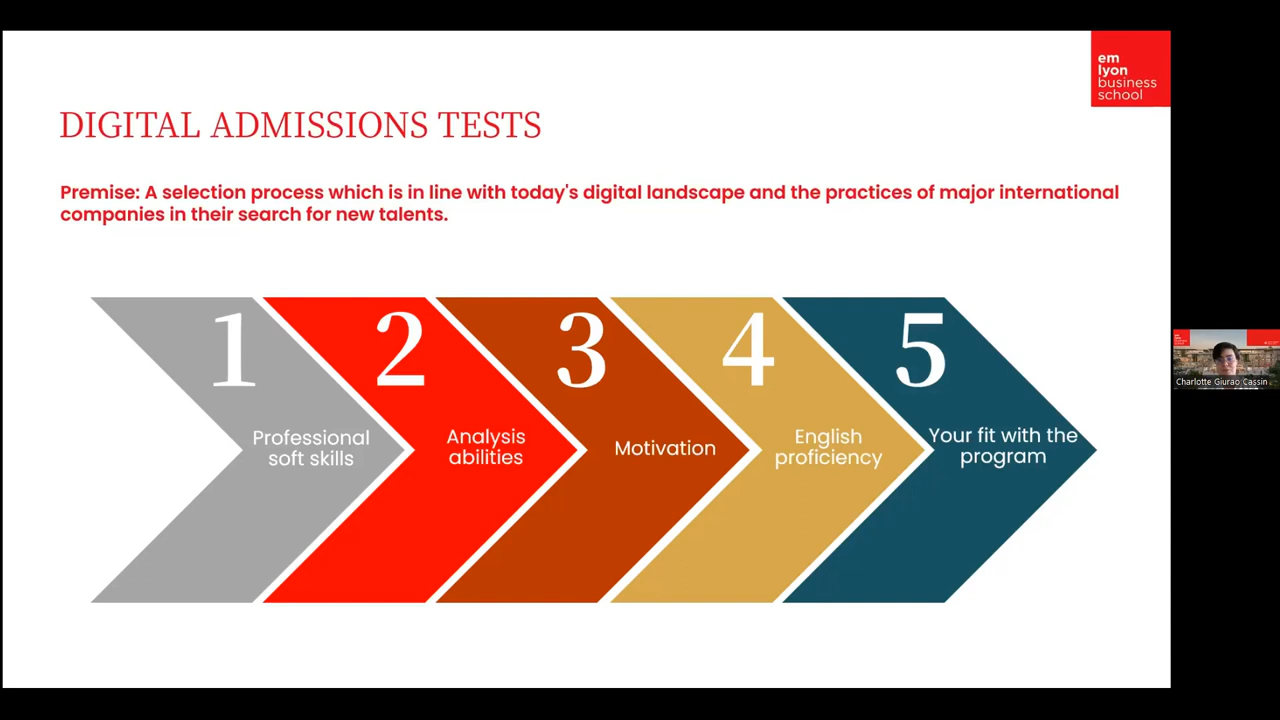 em
lyon
business
school
DIGITAL ADMISSIONS TESTS
Premise: A selection process which is in line with today's digital landscape and the practices of major international
companies in their search for new talents.
1
Professional
soft skills
2
Analysis
abilities
3
Motivation
4
English
proficiency
5
Your fit with the
program
Charlotte Giurao Cassin